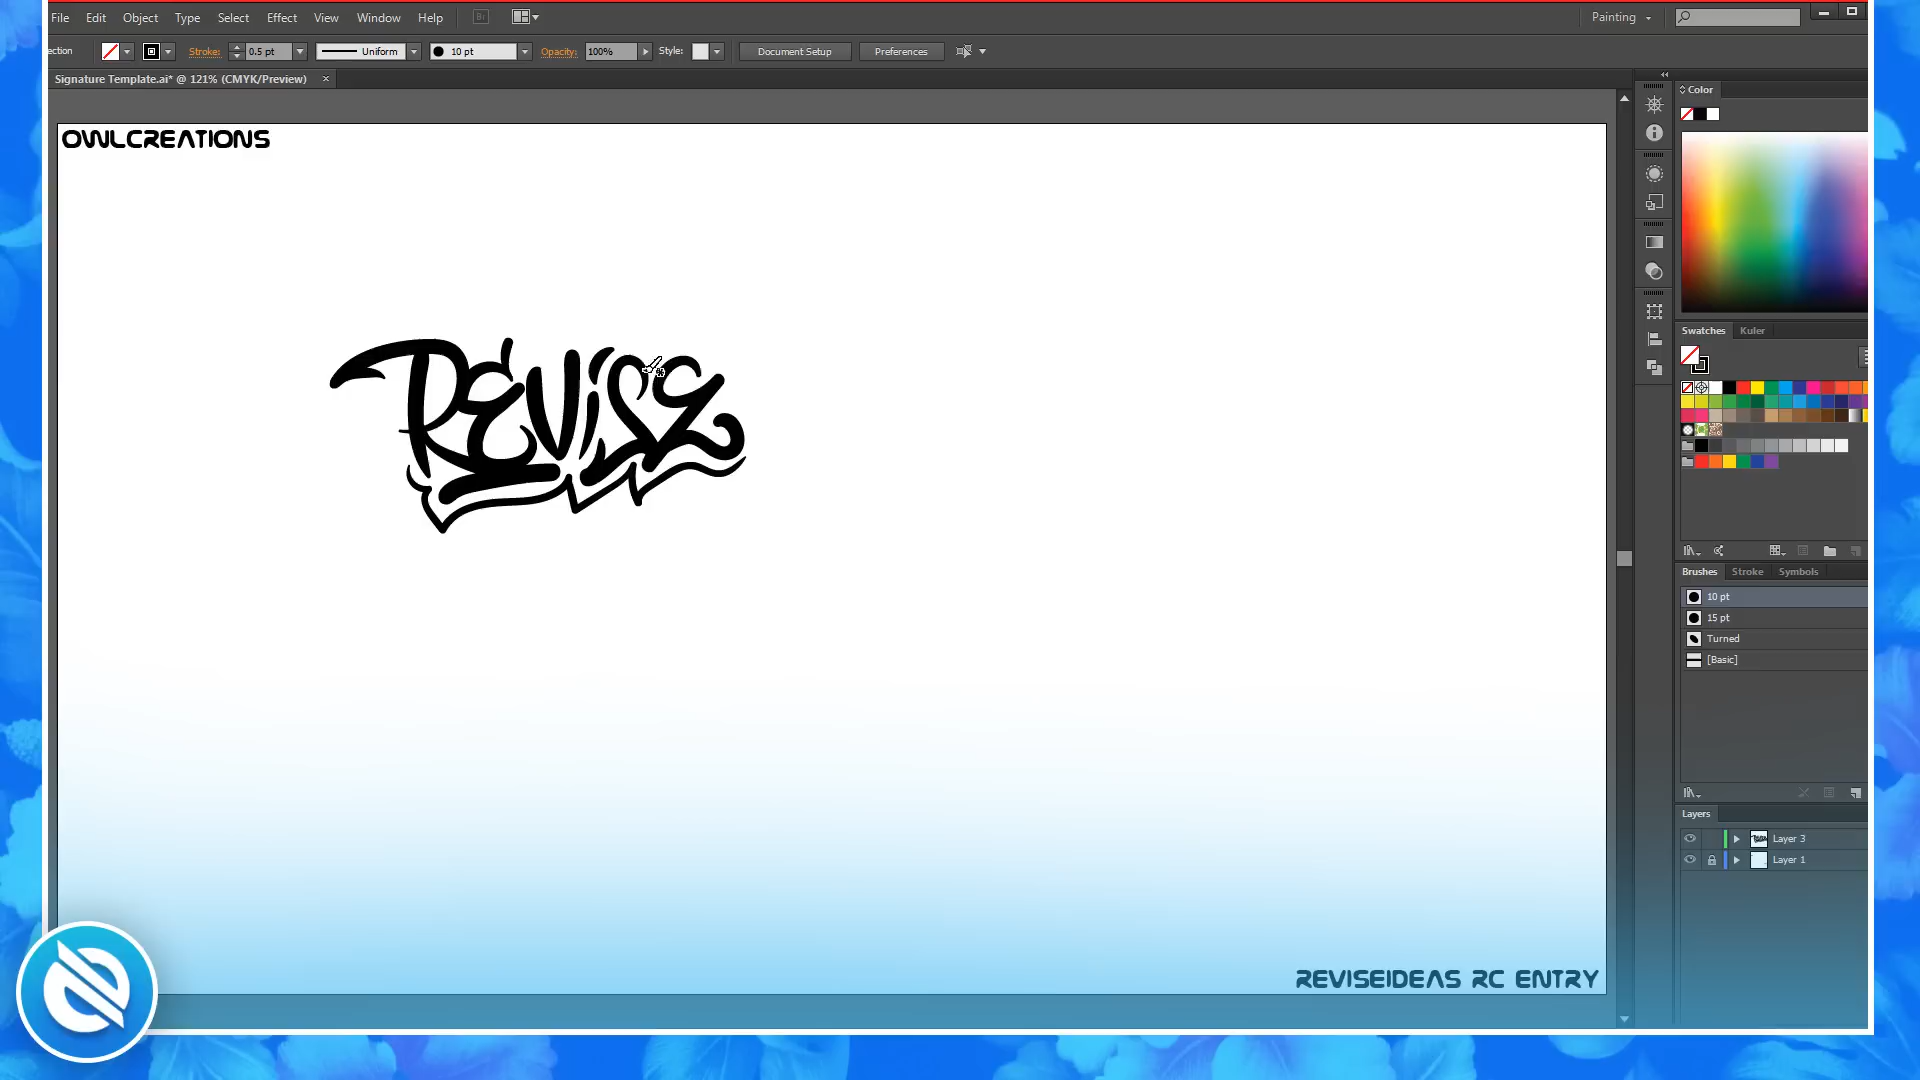 File Edit Object Type Select Effect View Window Help Br Painting
ection Stroke: 0.5 pt Uniform 10 pt Opacity: 100% Style: Document Setup Preferences
Signature Template.ai* @ 121% (CMYK/Preview)
Color
OWLCREATIONS
REVISE
Swatches Kuler
Brushes Stroke Symbols
10 pt
15 pt
Turned
[Basic]
Layers
Layer 3
Layer 1
REVISEIDEAS RC ENTRY